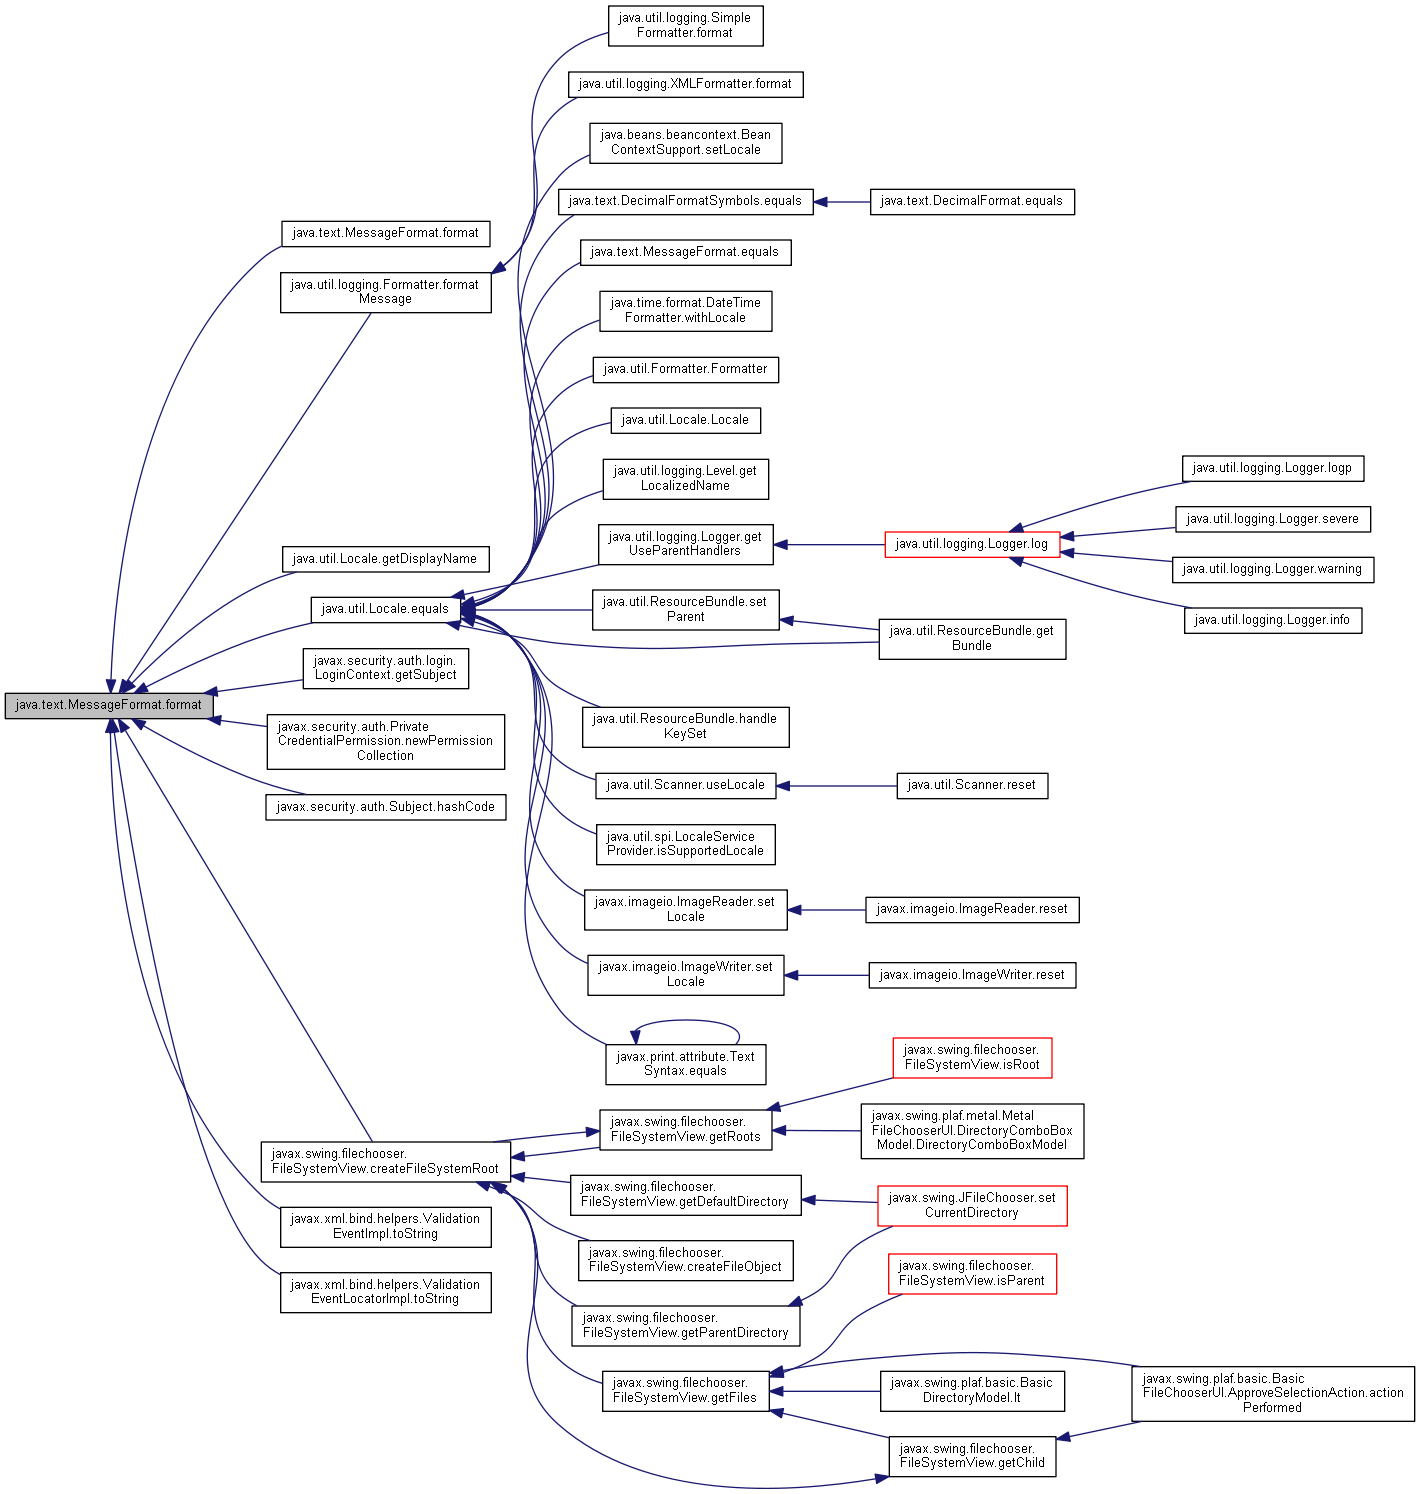 java.text.MessageFormat.format
java.text.MessageFormat.format
java.util.logging.Formatter.format
Message
java.util.Locale.getDisplayName
java.util.Locale.equals
javax.security.auth.login.
LoginContext.getSubject
javax.security.auth.Private
CredentialPermission.newPermission
Collection
javax.security.auth.Subject.hashCode
javax.swing.filechooser.
FileSystemView.createFileSystemRoot
javax.xml.bind.helpers.Validation
EventImpl.toString
javax.xml.bind.helpers.Validation
EventLocatorImpl.toString
java.util.logging.Simple
Formatter.format
java.util.logging.XMLFormatter.format
java.beans.beancontext.Bean
ContextSupport.setLocale
java.text.DecimalFormatSymbols.equals
java.text.DecimalFormat.equals
java.text.MessageFormat.equals
java.time.format.DateTime
Formatter.withLocale
java.util.Formatter.Formatter
java.util.Locale.Locale
java.util.logging.Level.get
LocalizedName
java.util.logging.Logger.get
UseParentHandlers
java.util.logging.Logger.log
java.util.logging.Logger.logp
java.util.logging.Logger.severe
java.util.logging.Logger.warning
java.util.logging.Logger.info
java.util.ResourceBundle.set
Parent
java.util.ResourceBundle.get
Bundle
java.util.ResourceBundle.handle
KeySet
java.util.Scanner.useLocale
java.util.Scanner.reset
java.util.spi.LocaleService
Provider.isSupportedLocale
javax.imageio.ImageReader.set
Locale
javax.imageio.ImageReader.reset
javax.imageio.ImageWriter.set
Locale
javax.imageio.ImageWriter.reset
javax.print.attribute.Text
Syntax.equals
javax.swing.filechooser.
FileSystemView.getRoots
javax.swing.filechooser.
FileSystemView.isRoot
javax.swing.plaf.metal.Metal
FileChooserUI.DirectoryComboBox
Model.DirectoryComboBoxModel
javax.swing.filechooser.
FileSystemView.getDefaultDirectory
javax.swing.JFileChooser.set
CurrentDirectory
javax.swing.filechooser.
FileSystemView.createFileObject
javax.swing.filechooser.
FileSystemView.isParent
javax.swing.filechooser.
FileSystemView.getParentDirectory
javax.swing.filechooser.
FileSystemView.getFiles
javax.swing.plaf.basic.Basic
DirectoryModel.lt
javax.swing.plaf.basic.Basic
FileChooserUI.ApproveSelectionAction.action
Performed
javax.swing.filechooser.
FileSystemView.getChild